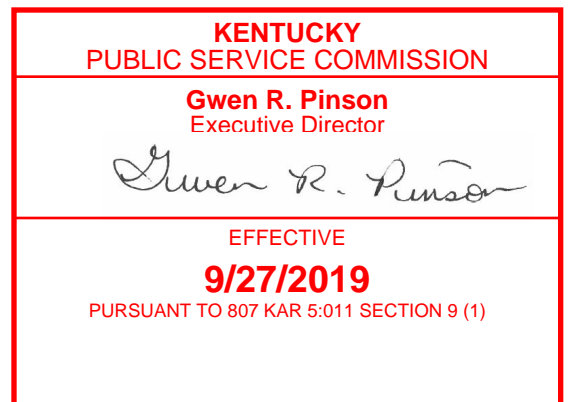 KENTUCKY
PUBLIC SERVICE COMMISSION
Gwen R. Pinson
Executive Director
Gwen R. Pinson
EFFECTIVE
9/27/2019
PURSUANT TO 807 KAR 5:011 SECTION 9 (1)